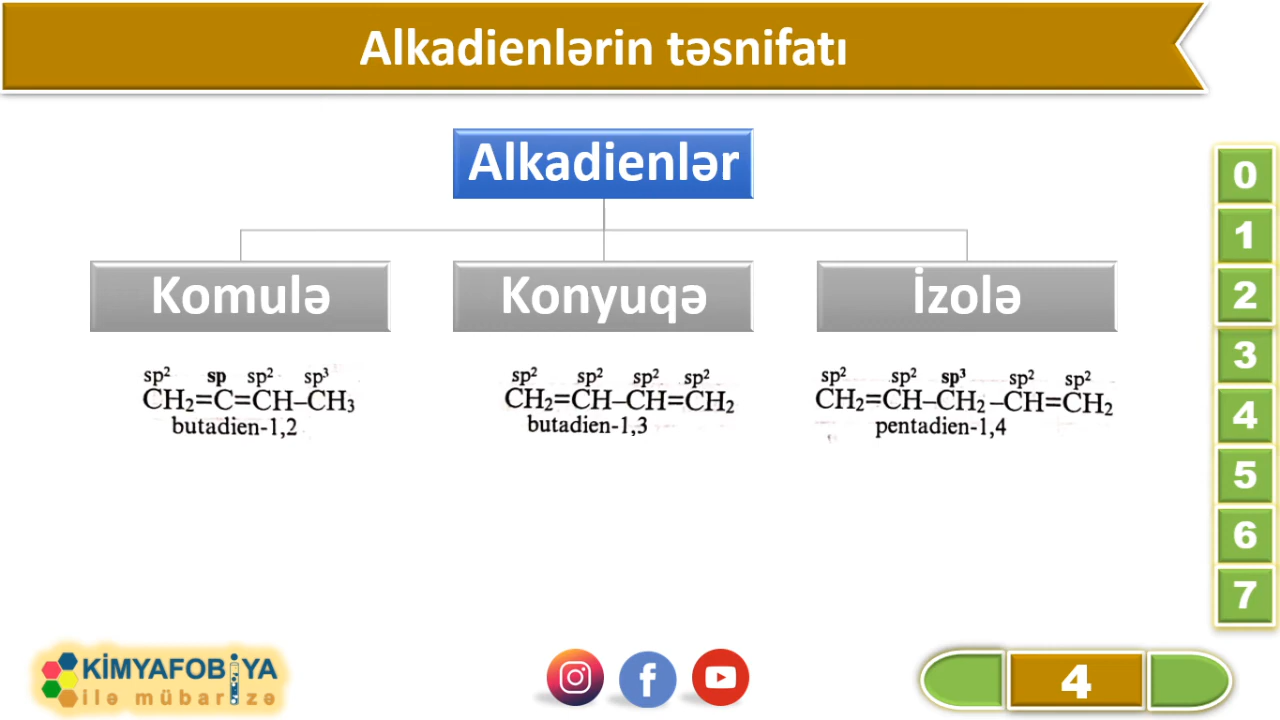 Alkadienlərin təsnifatı
Alkadienlər
Komulə
Konyuqə
İzolə
sp² sp sp² sp³
CH₂=C=CH–CH₃
butadien-1,2
sp² sp² sp² sp²
CH₂=CH–CH=CH₂
butadien-1,3
sp² sp² sp³ sp² sp²
CH₂=CH–CH₂–CH=CH₂
pentadien-1,4
0
1
2
3
4
5
6
7
KİMYAFOBİYA
ilə mübarizə
4